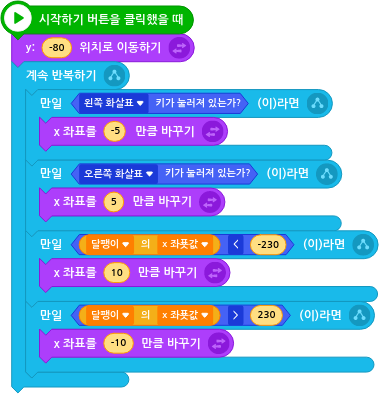 시작하기 버튼을 클릭했을 때
y: -80 위치로 이동하기
계속 반복하기
만일 왼쪽 화살표 키가 눌러져 있는가? (이)라면
x 좌표를 -5 만큼 바꾸기
만일 오른쪽 화살표 키가 눌러져 있는가? (이)라면
x 좌표를 5 만큼 바꾸기
만일 달팽이 의 x 좌푯값 < -230 (이)라면
x 좌표를 10 만큼 바꾸기
만일 달팽이 의 x 좌푯값 > 230 (이)라면
x 좌표를 -10 만큼 바꾸기